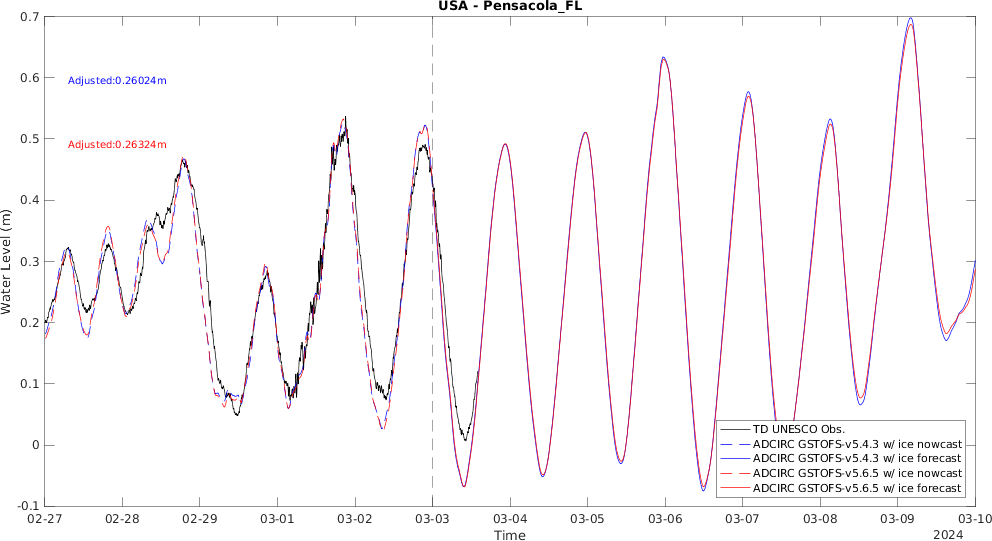 USA - Pensacola_FL
0.7
0.6
0.5
0.4
0.3
0.2
0.1
0
-0.1
Water Level (m)
Adjusted:0.26024m
Adjusted:0.26324m
TD UNESCO Obs.
ADCIRC GSTOFS-v5.4.3 w/ ice nowcast
ADCIRC GSTOFS-v5.4.3 w/ ice forecast
ADCIRC GSTOFS-v5.6.5 w/ ice nowcast
ADCIRC GSTOFS-v5.6.5 w/ ice forecast
02-27 02-28 02-29 03-01 03-02 03-03 03-04 03-05 03-06 03-07 03-08 03-09 03-10
Time
2024